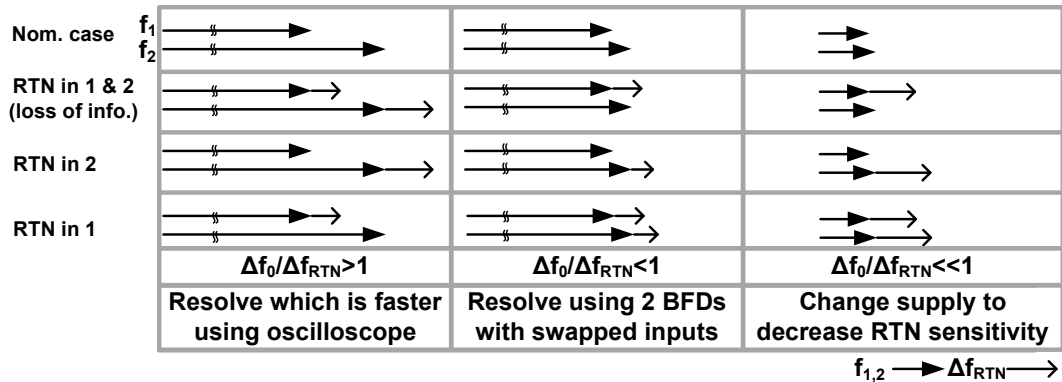 Nom. case
f1
f2
RTN in 1 & 2
(loss of info.)
RTN in 2
RTN in 1
Δf0/ΔfRTN>1
Δf0/ΔfRTN<1
Δf0/ΔfRTN<<1
Resolve which is faster
using oscilloscope
Resolve using 2 BFDs
with swapped inputs
Change supply to
decrease RTN sensitivity
f1,2
ΔfRTN